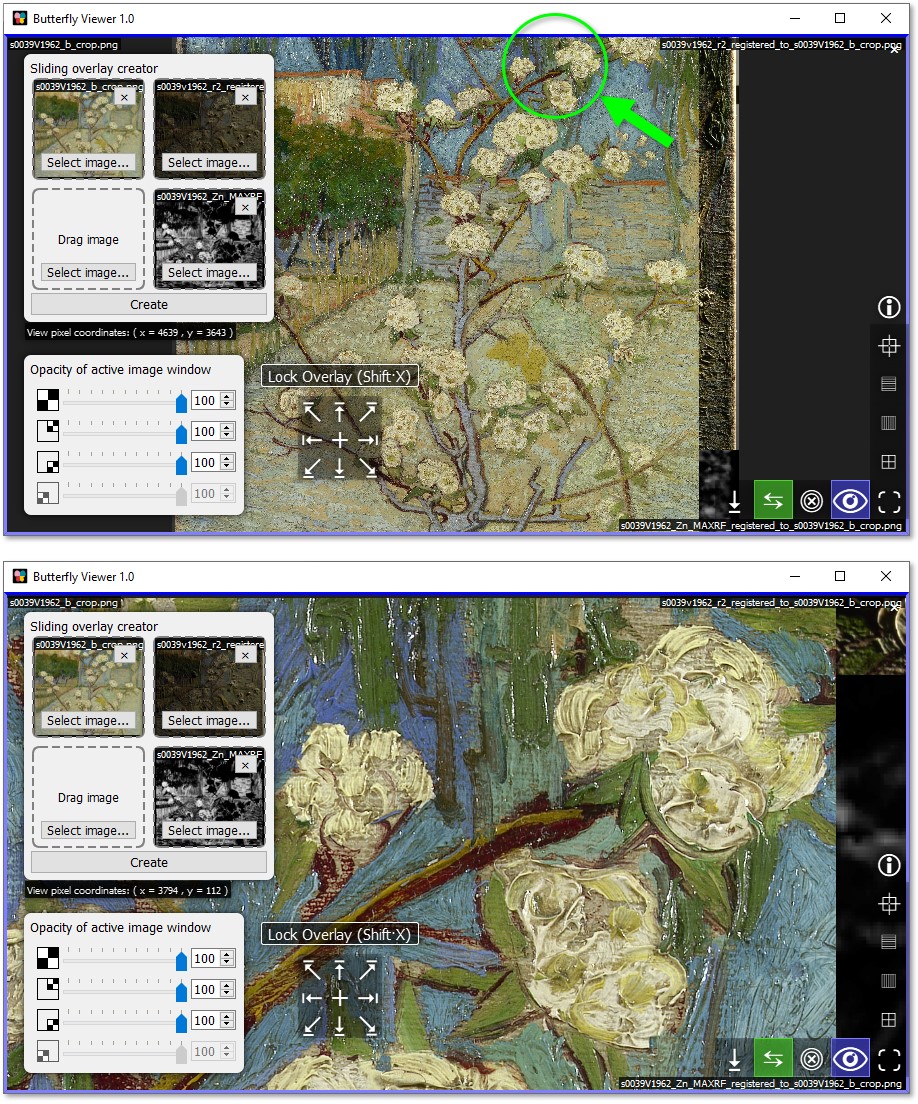 Butterfly Viewer 1.0
s0039V1962_b_crop.png
s0039v1962_r2_registered_to_s0039V1962_b_crop.png
Sliding overlay creator
s0039V1962_b_crop.png
s0039V1962_r2_registere
×
×
Select image...
Select image...
s0039V1962_Zn_MAXRF_
×
Drag image
Select image...
Select image...
Create
View pixel coordinates: ( x = 4639 , y = 3643 )
Opacity of active image window
Lock Overlay (Shift·X)
100
100
100
100
s0039V1962_Zn_MAXRF_registered_to_s0039V1962_b_crop.png
Butterfly Viewer 1.0
s0039V1962_b_crop.png
s0039v1962_r2_registered_to_s0039V1962_b_crop.png
Sliding overlay creator
s0039V1962_b_crop.png
s0039V1962_r2_registere
×
×
Select image...
Select image...
s0039V1962_Zn_MAXRF_
×
Drag image
Select image...
Select image...
Create
View pixel coordinates: ( x = 3794 , y = 112 )
Opacity of active image window
Lock Overlay (Shift·X)
100
100
100
100
s0039V1962_Zn_MAXRF_registered_to_s0039V1962_b_crop.png